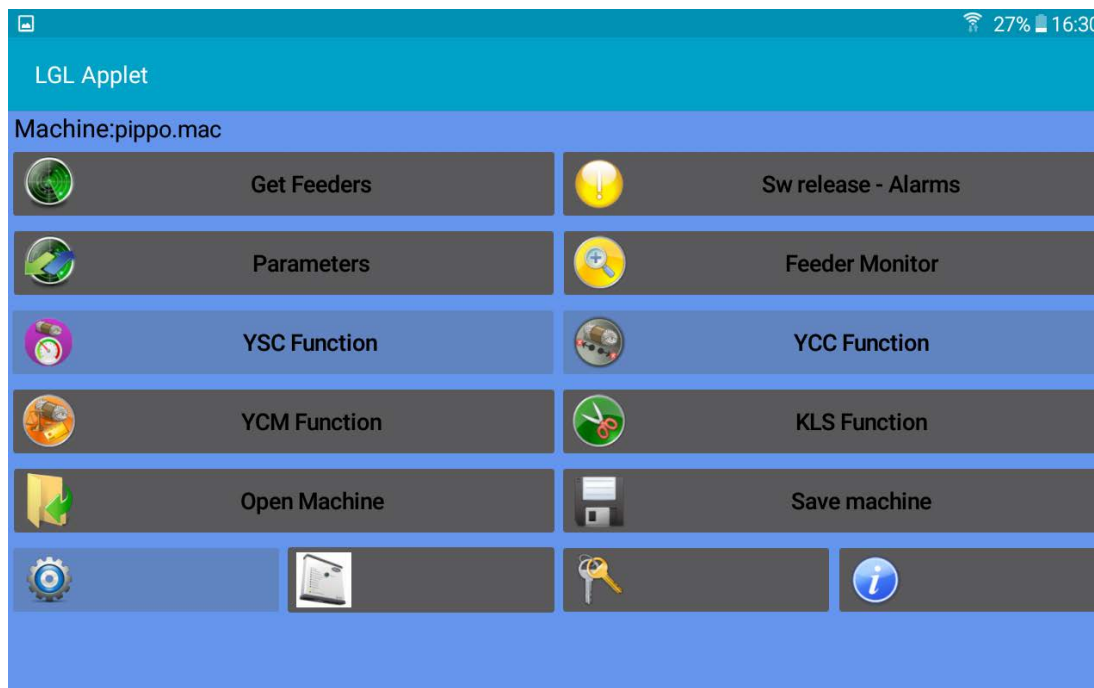 27% 16:30
LGL Applet
Machine:pippo.mac
Get Feeders
Sw release - Alarms
Parameters
Feeder Monitor
YSC Function
YCC Function
YCM Function
KLS Function
Open Machine
Save machine
i